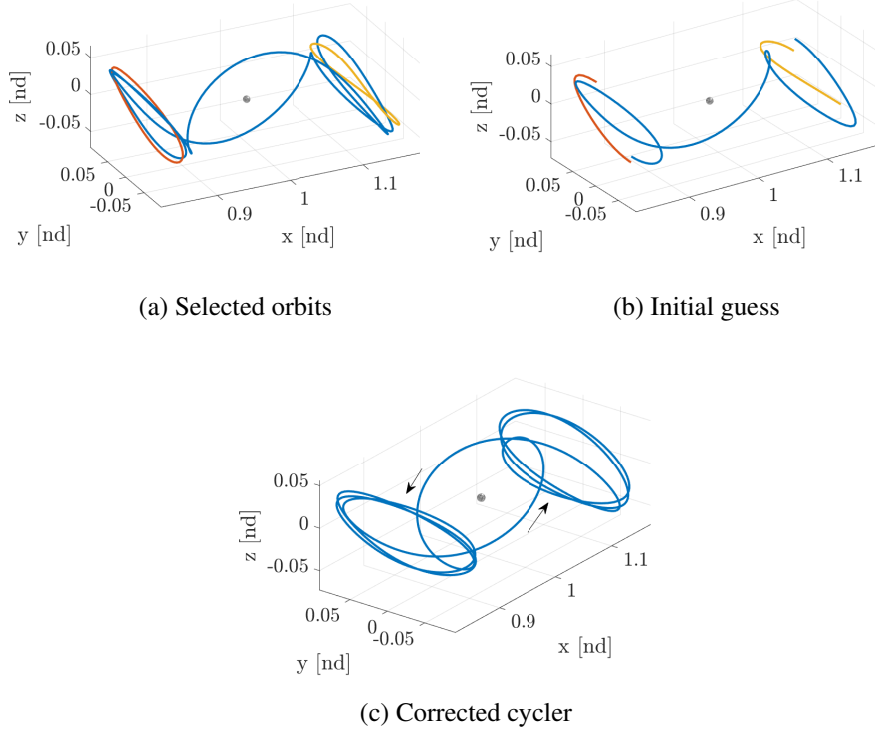 0.05
0
-0.05
z [nd]
0.05
0
-0.05
y [nd]
0.9
1
1.1
x [nd]
(a) Selected orbits
0.05
0
-0.05
z [nd]
0.05
0
-0.05
y [nd]
0.9
1
1.1
x [nd]
(b) Initial guess
0.05
0
-0.05
z [nd]
0.05
0
-0.05
y [nd]
0.9
1
1.1
x [nd]
(c) Corrected cycler